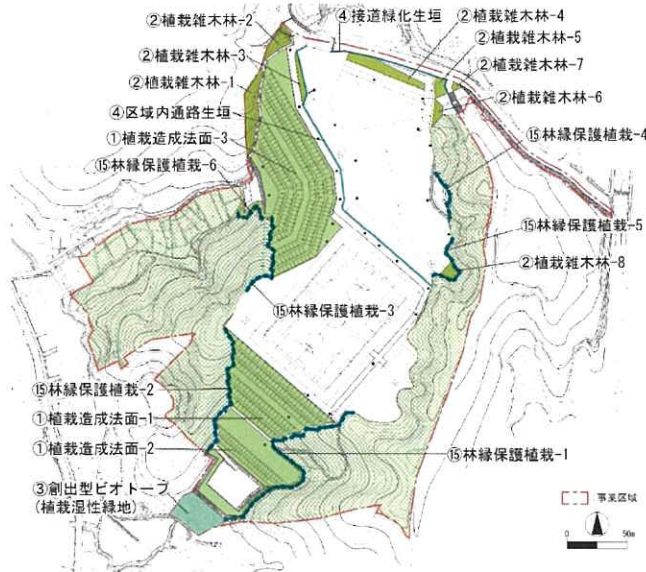 ②植栽雑木林-2
④接道緑化生垣
②植栽雑木林-4
②植栽雑木林-3
②植栽雑木林-5
②植栽雑木林-1
②植栽雑木林-7
④区域内通路生垣
②植栽雑木林-6
①植栽造成法面-3
⑮林縁保護植栽-4
⑮林縁保護植栽-6
⑮林縁保護植栽-5
②植栽雑木林-8
⑮林縁保護植栽-3
⑮林縁保護植栽-2
①植栽造成法面-1
①植栽造成法面-2
⑮林縁保護植栽-1
③創出型ビオトープ
(植栽湿性緑地)
事業区域
0 50m